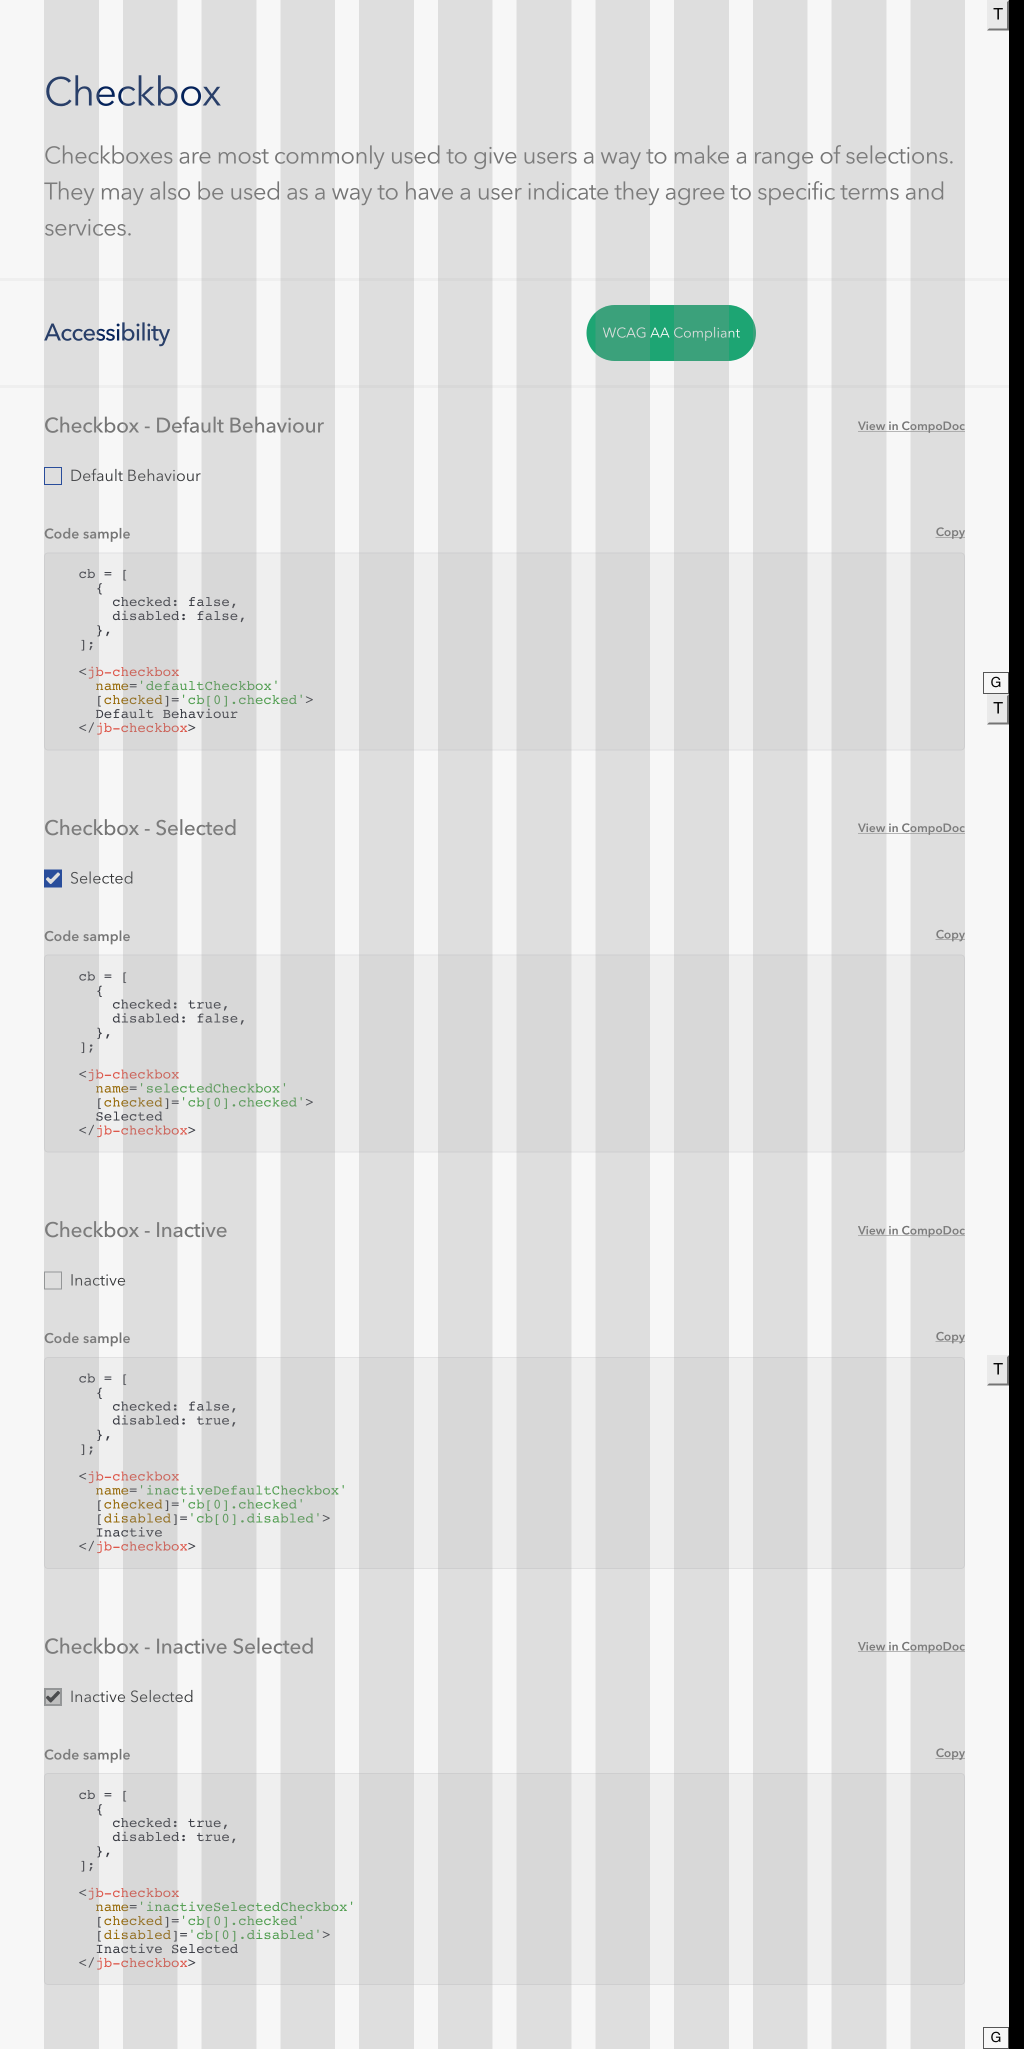 T
Checkbox
Checkboxes are most commonly used to give users a way to make a range of selections.
They may also be used as a way to have a user indicate they agree to specific terms and
services.
Accessibility
WCAG AA Compliant
Checkbox - Default Behaviour
View in CompoDoc
Default Behaviour
Code sample
Copy
cb = [
  {
    checked: false,
    disabled: false,
  },
];
<jb-checkbox
  name='defaultCheckbox'
  [checked]='cb[0].checked'>
  Default Behaviour
</jb-checkbox>
G
T
Checkbox - Selected
View in CompoDoc
Selected
Code sample
Copy
cb = [
  {
    checked: true,
    disabled: false,
  },
];
<jb-checkbox
  name='selectedCheckbox'
  [checked]='cb[0].checked'>
  Selected
</jb-checkbox>
Checkbox - Inactive
View in CompoDoc
Inactive
Code sample
Copy
T
cb = [
  {
    checked: false,
    disabled: true,
  },
];
<jb-checkbox
  name='inactiveDefaultCheckbox'
  [checked]='cb[0].checked'
  [disabled]='cb[0].disabled'>
  Inactive
</jb-checkbox>
Checkbox - Inactive Selected
View in CompoDoc
Inactive Selected
Code sample
Copy
cb = [
  {
    checked: true,
    disabled: true,
  },
];
<jb-checkbox
  name='inactiveSelectedCheckbox'
  [checked]='cb[0].checked'
  [disabled]='cb[0].disabled'>
  Inactive Selected
</jb-checkbox>
G